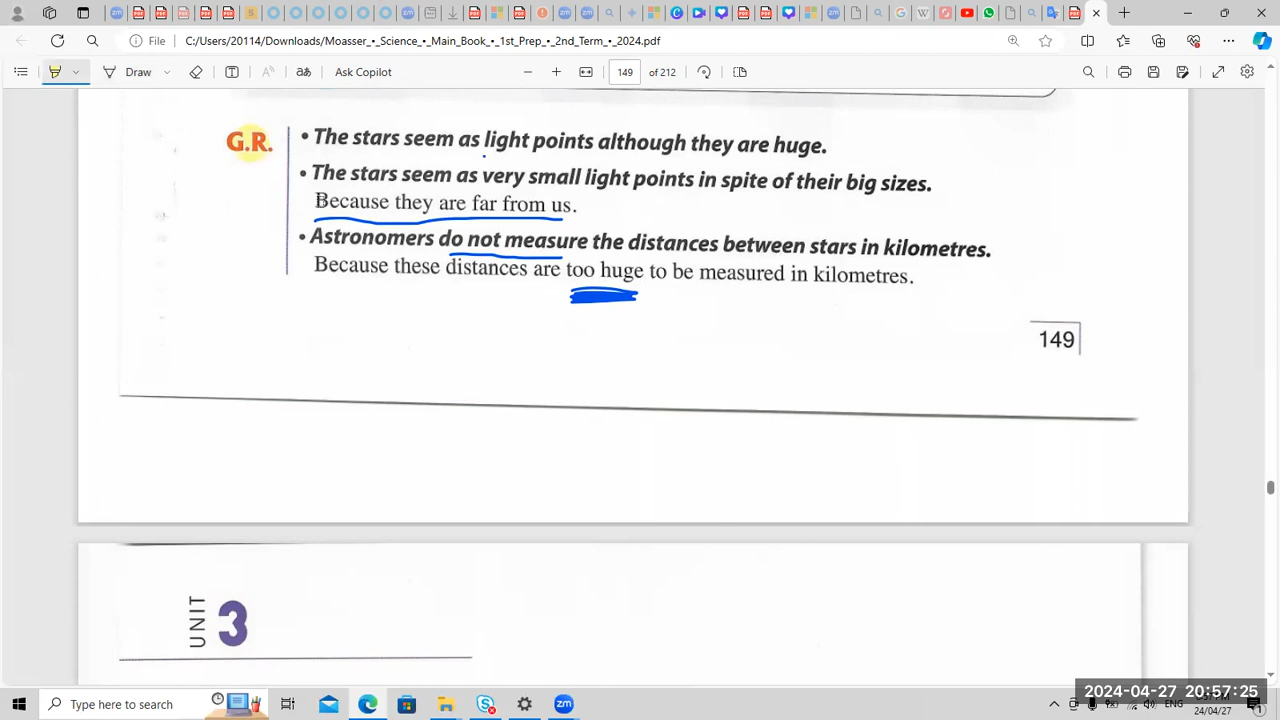 File
C:/Users/20114/Downloads/Moasser_•_Science_•_Main_Book_•_1st_Prep_•_2nd_Term_•_2024.pdf
Draw
Ask Copilot
149 of 212
G.R.
• The stars seem as light points although they are huge.
• The stars seem as very small light points in spite of their big sizes.
Because they are far from us.
• Astronomers do not measure the distances between stars in kilometres.
Because these distances are too huge to be measured in kilometres.
149
UNIT 3
Type here to search
ENG
24/04/27
2024-04-27 20:57:25